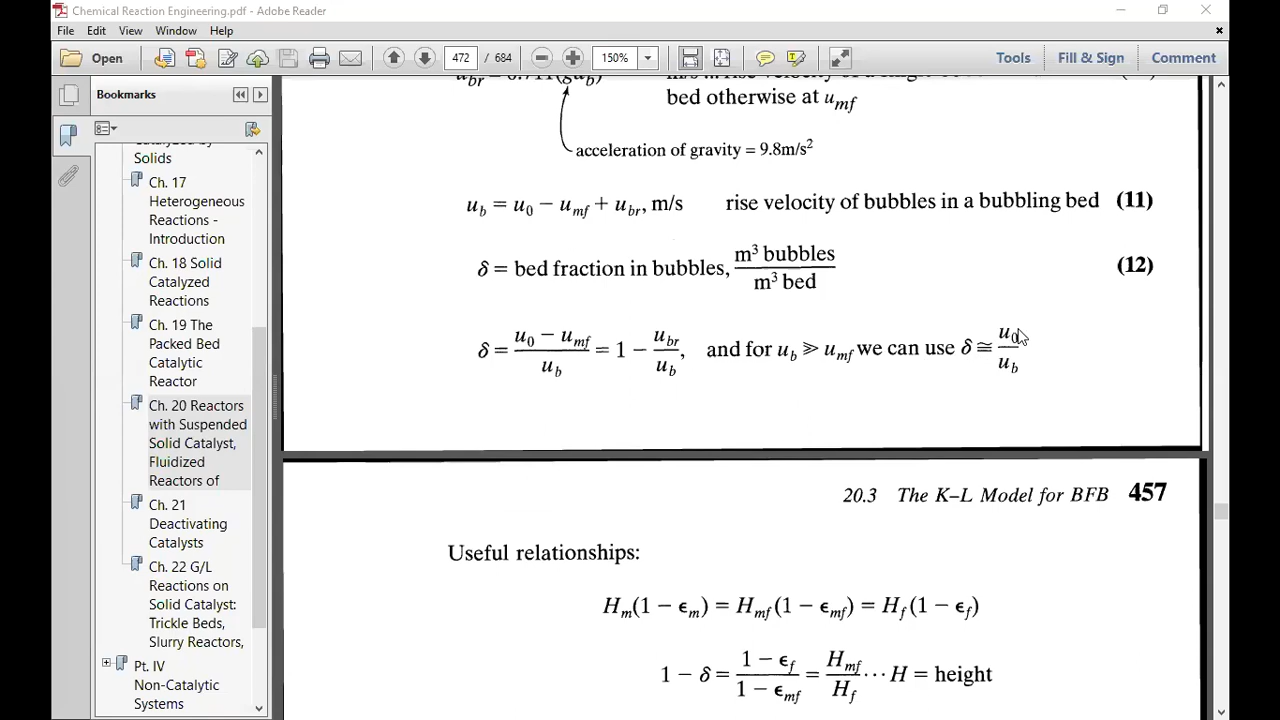 Chemical Reaction Engineering.pdf - Adobe Reader
File Edit View Window Help
Open 472 / 684 150% Tools Fill & Sign Comment
Bookmarks
Catalyzed by
Solids
Ch. 17
Heterogeneous
Reactions -
Introduction
Ch. 18 Solid
Catalyzed
Reactions
Ch. 19 The
Packed Bed
Catalytic
Reactor
Ch. 20 Reactors
with Suspended
Solid Catalyst,
Fluidized
Reactors of
Ch. 21
Deactivating
Catalysts
Ch. 22 G/L
Reactions on
Solid Catalyst:
Trickle Beds,
Slurry Reactors,
Pt. IV
Non-Catalytic
Systems
bed otherwise at u_mf
acceleration of gravity = 9.8m/s²
u_b = u_0 − u_mf + u_br, m/s rise velocity of bubbles in a bubbling bed (11)
δ = bed fraction in bubbles, m³ bubbles / m³ bed (12)
δ = (u_0 − u_mf) / u_b = 1 − u_br / u_b, and for u_b ≫ u_mf we can use δ ≅ u_0 / u_b
20.3 The K–L Model for BFB 457
Useful relationships:
H_m(1 − ϵ_m) = H_mf(1 − ϵ_mf) = H_f(1 − ϵ_f)
1 − δ = (1 − ϵ_f) / (1 − ϵ_mf) = H_mf / H_f ··· H = height